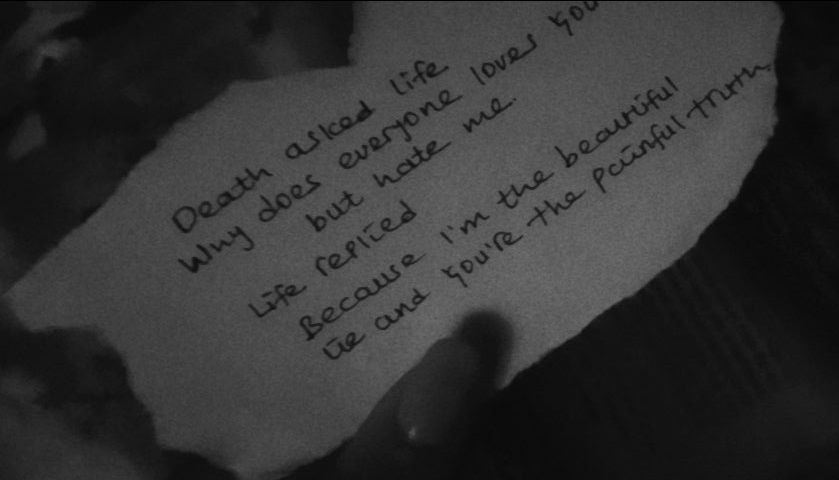 Death asked life
Why does everyone loves you
but hate me.
Life replied
Because I'm the beautiful
lie and you're the painful truth